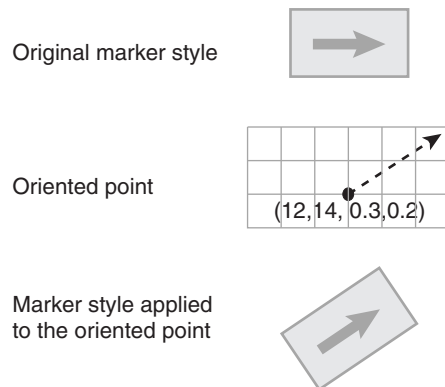 Original marker style
Oriented point
(12,14, 0.3,0.2)
Marker style applied
to the oriented point